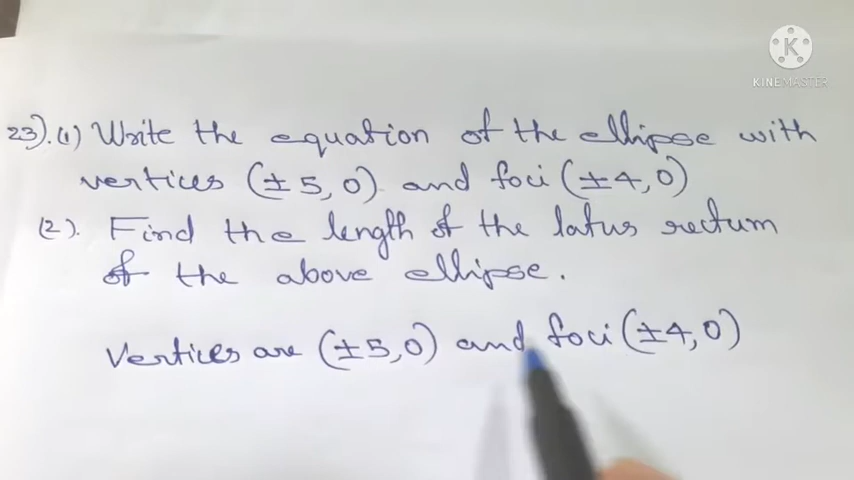 KINEMASTER
23). (1) Write the equation of the ellipse with
vertices (±5, 0) and foci (±4, 0)
(2). Find the length of the latus rectum
of the above ellipse.
Vertices are (±5, 0) and foci (±4, 0)